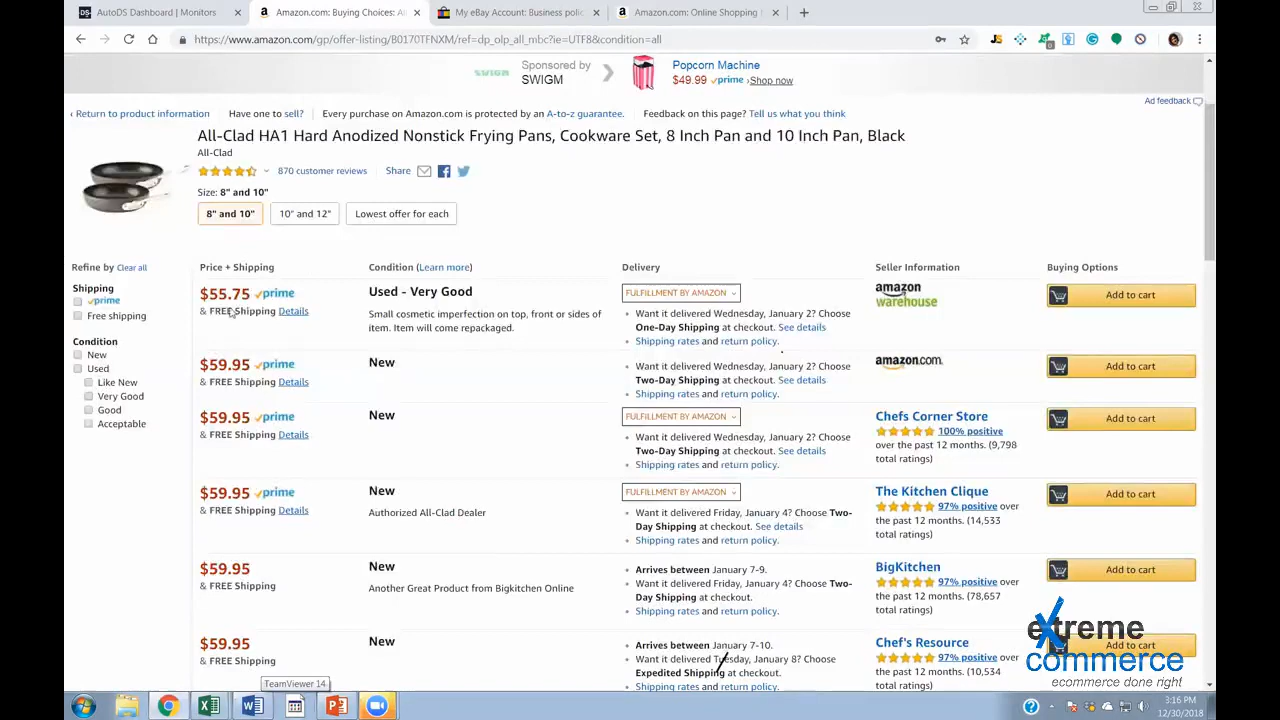 AutoDS Dashboard | Monitors
Amazon.com: Buying Choices: All
My eBay Account: Business polic
Amazon.com: Online Shopping
https://www.amazon.com/gp/offer-listing/B0170TFNXM/ref=dp_olp_all_mbc?ie=UTF8&condition=all
SWIGM
Sponsored by
SWIGM
Popcorn Machine
$49.99 prime Shop now
Ad feedback
Return to product information
Have one to sell?
Every purchase on Amazon.com is protected by an A-to-z guarantee.
Feedback on this page? Tell us what you think
All-Clad HA1 Hard Anodized Nonstick Frying Pans, Cookware Set, 8 Inch Pan and 10 Inch Pan, Black
All-Clad
870 customer reviews
Share
Size: 8" and 10"
8" and 10"
10" and 12"
Lowest offer for each
Refine by Clear all
Shipping
prime
Free shipping
Condition
New
Used
Like New
Very Good
Good
Acceptable
Price + Shipping
Condition (Learn more)
Delivery
Seller Information
Buying Options
$55.75 prime
& FREE Shipping Details
Used - Very Good
Small cosmetic imperfection on top, front or sides of
item. Item will come repackaged.
FULFILLMENT BY AMAZON
Want it delivered Wednesday, January 2? Choose
One-Day Shipping at checkout. See details
Shipping rates and return policy.
amazon
warehouse
Add to cart
$59.95 prime
& FREE Shipping Details
New
Want it delivered Wednesday, January 2? Choose
Two-Day Shipping at checkout. See details
Shipping rates and return policy.
amazon.com.
Add to cart
$59.95 prime
& FREE Shipping Details
New
FULFILLMENT BY AMAZON
Want it delivered Wednesday, January 2? Choose
Two-Day Shipping at checkout. See details
Shipping rates and return policy.
Chefs Corner Store
100% positive
over the past 12 months. (9,798
total ratings)
Add to cart
$59.95 prime
& FREE Shipping Details
New
Authorized All-Clad Dealer
FULFILLMENT BY AMAZON
Want it delivered Friday, January 4? Choose Two-
Day Shipping at checkout. See details
Shipping rates and return policy.
The Kitchen Clique
97% positive over
the past 12 months. (14,533
total ratings)
Add to cart
$59.95
& FREE Shipping
New
Another Great Product from Bigkitchen Online
Arrives between January 7-9.
Want it delivered Friday, January 4? Choose Two-
Day Shipping at checkout.
Shipping rates and return policy.
BigKitchen
97% positive over
the past 12 months. (78,657
total ratings)
Add to cart
$59.95
& FREE Shipping
New
Arrives between January 7-10.
Want it delivered Tuesday, January 8? Choose
Expedited Shipping at checkout.
Shipping rates and return policy.
Chef's Resource
97% positive over
the past 12 months. (10,534
total ratings)
Add to cart
extreme
commerce
ecommerce done right
TeamViewer 14
3:16 PM
12/30/2018